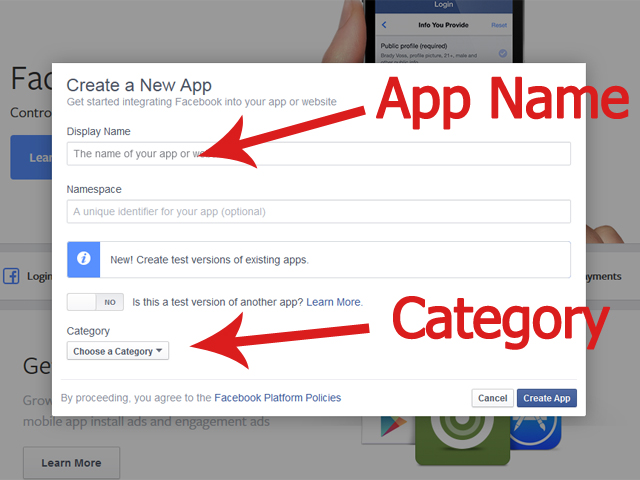 Login
Info You Provide
Reset
Public profile (required)
Brady Voss, profile picture, 21+, male and
other public info
Fac
Contro
Lear
Create a New App
Get started integrating Facebook into your app or website
App Name
Display Name
The name of your app or we
Namespace
A unique identifier for your app (optional)
New! Create test versions of existing apps.
Login
yments
NO
Is this a test version of another app? Learn More.
Category
Category
Choose a Category
Get
Grow
mobile app install ads and engagement ads
By proceeding, you agree to the Facebook Platform Policies
Cancel
Create App
Learn More